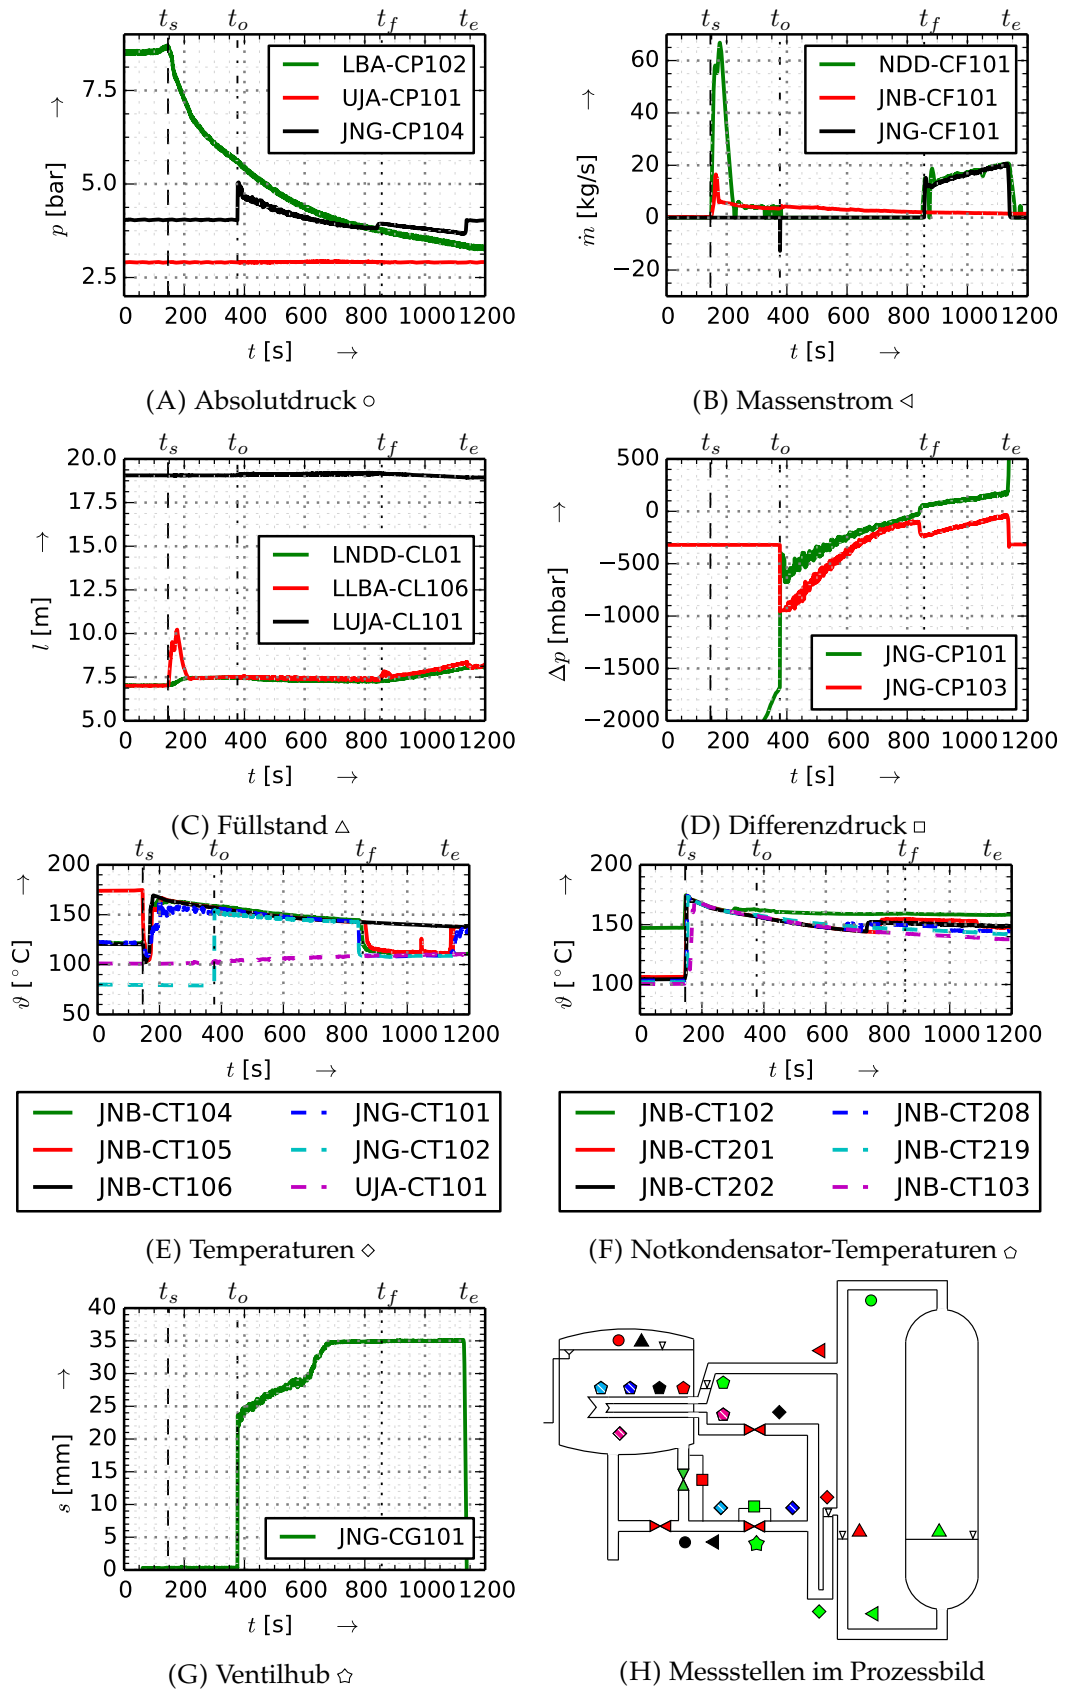 t_s t_o t_f t_e
7.5
5.0
2.5
p [bar] →
LBA-CP102
UJA-CP101
JNG-CP104
0 200 400 600 800 1000 1200
t [s] →
(A) Absolutdruck ○
t_s t_o t_f t_e
60
40
20
0
−20
ṁ [kg/s] →
NDD-CF101
JNB-CF101
JNG-CF101
0 200 400 600 800 1000 1200
t [s] →
(B) Massenstrom ◁
t_s t_o t_f t_e
20.0
17.5
15.0
12.5
10.0
7.5
5.0
l [m] →
LNDD-CL01
LLBA-CL106
LUJA-CL101
0 200 400 600 800 1000 1200
t [s] →
(C) Füllstand △
t_s t_o t_f t_e
500
0
−500
−1000
−1500
−2000
Δp [mbar] →
JNG-CP101
JNG-CP103
0 200 400 600 800 1000 1200
t [s] →
(D) Differenzdruck □
t_s t_o t_f t_e
200
150
100
50
ϑ [°C] →
0 200 400 600 800 1000 1200
t [s] →
JNB-CT104 JNG-CT101
JNB-CT105 JNG-CT102
JNB-CT106 UJA-CT101
(E) Temperaturen ◇
t_s t_o t_f t_e
200
150
100
ϑ [°C] →
0 200 400 600 800 1000 1200
t [s] →
JNB-CT102 JNB-CT208
JNB-CT201 JNB-CT219
JNB-CT202 JNB-CT103
(F) Notkondensator-Temperaturen ⬠
t_s t_o t_f t_e
40
35
30
25
20
15
10
5
0
s [mm] →
JNG-CG101
0 200 400 600 800 1000 1200
t [s] →
(G) Ventilhub ☆
(H) Messstellen im Prozessbild